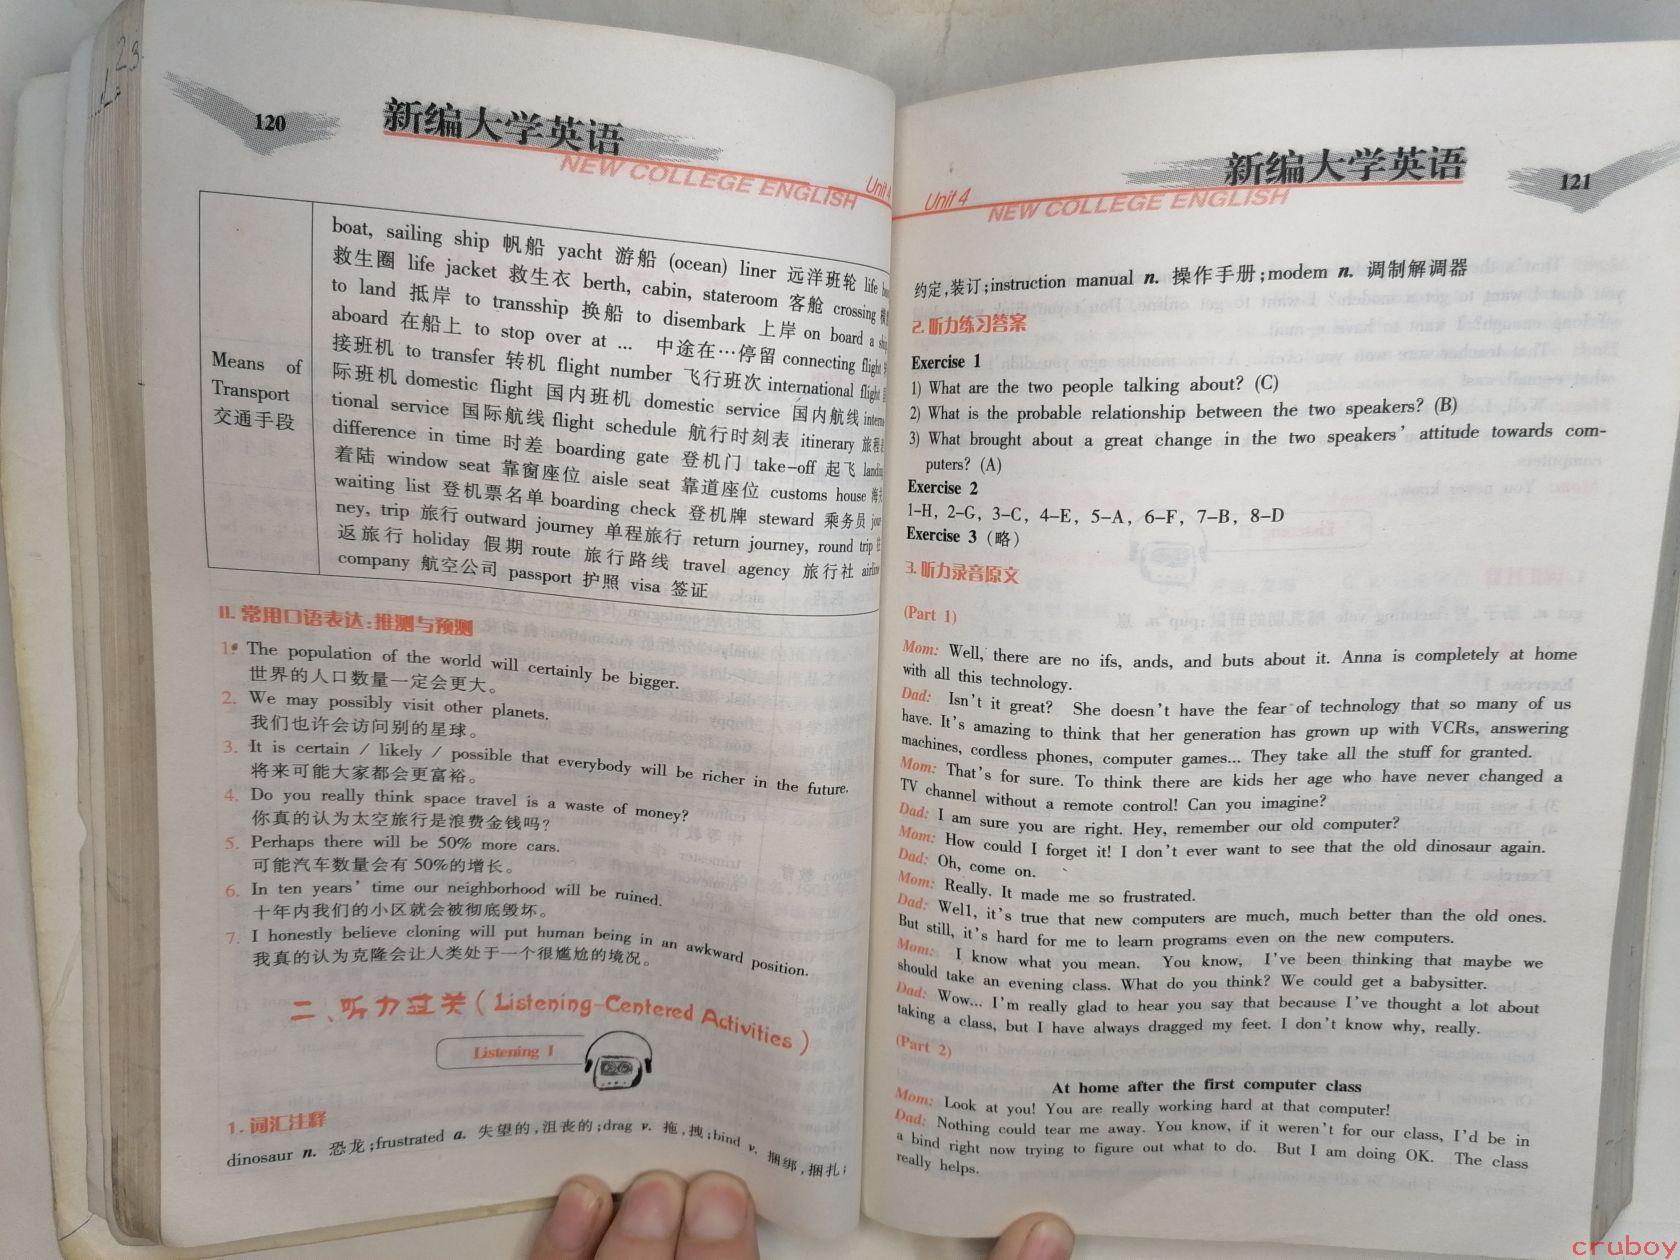 120
新编大学英语
NEW COLLEGE ENGLISH
Unit 4
Means of
Transport
交通手段
boat, sailing ship 帆船 yacht 游船 (ocean) liner 远洋班轮 life
救生圈 life jacket 救生衣 berth, cabin, stateroom 客舱 crossing
to land 抵岸 to transship 换船 to disembark 上岸 on board a
aboard 在船上 to stop over at ... 中途在…停留 connecting flight
接班机 to transfer 转机 flight number 飞行班次 international flight
际班机 domestic flight 国内班机 domestic service 国内航线
tional service 国际航线 flight schedule 航行时刻表 itinerary 旅程
difference in time 时差 boarding gate 登机门 take-off 起飞
着陆 window seat 靠窗座位 aisle seat 靠道座位 customs house
waiting list 登机票名单 boarding check 登机牌 steward 乘务员 jour-
ney, trip 旅行 outward journey 单程旅行 return journey, round trip
返旅行 holiday 假期 route 旅行路线 travel agency 旅行社 airline
company 航空公司 passport 护照 visa 签证
II. 常用口语表达:推测与预测
1. The population of the world will certainly be bigger.
世界的人口数量一定会更大。
2. We may possibly visit other planets.
我们也许会访问别的星球。
3. It is certain / likely / possible that everybody will be richer in the future.
将来可能大家都会更富裕。
4. Do you really think space travel is a waste of money?
你真的认为太空旅行是浪费金钱吗?
5. Perhaps there will be 50% more cars.
可能汽车数量会有 50%的增长。
6. In ten years' time our neighborhood will be ruined.
十年内我们的小区就会被彻底毁坏。
7. I honestly believe cloning will put human being in an awkward position.
我真的认为克隆会让人类处于一个很尴尬的境况。
二、听力过关(Listening-Centered Activities)
Listening I
1. 词汇注释
dinosaur n. 恐龙;frustrated a. 失望的,沮丧的;drag v. 拖,拽;bind v. 捆绑,捆扎;
Unit 4
新编大学英语
NEW COLLEGE ENGLISH
121
约定,装订;instruction manual n. 操作手册;modem n. 调制解调器
2. 听力练习答案
Exercise 1
1) What are the two people talking about? (C)
2) What is the probable relationship between the two speakers? (B)
3) What brought about a great change in the two speakers' attitude towards com-
puters? (A)
Exercise 2
1-H, 2-G, 3-C, 4-E, 5-A, 6-F, 7-B, 8-D
Exercise 3 (略)
3. 听力录音原文
(Part 1)
Mom: Well, there are no ifs, ands, and buts about it. Anna is completely at home
with all this technology.
Dad: Isn't it great? She doesn't have the fear of technology that so many of us
have. It's amazing to think that her generation has grown up with VCRs, answering
machines, cordless phones, computer games... They take all the stuff for granted.
Mom: That's for sure. To think there are kids her age who have never changed a
TV channel without a remote control! Can you imagine?
Dad: I am sure you are right. Hey, remember our old computer?
Mom: How could I forget it! I don't ever want to see that the old dinosaur again.
Dad: Oh, come on.
Mom: Really. It made me so frustrated.
Dad: Well, it's true that new computers are much, much better than the old ones.
But still, it's hard for me to learn programs even on the new computers.
Mom: I know what you mean. You know, I've been thinking that maybe we
should take an evening class. What do you think? We could get a babysitter.
Dad: Wow... I'm really glad to hear you say that because I've thought a lot about
taking a class, but I have always dragged my feet. I don't know why, really.
(Part 2)
At home after the first computer class
Mom: Look at you! You are really working hard at that computer!
Dad: Nothing could tear me away. You know, if it weren't for our class, I'd be in
a bind right now trying to figure out what to do. But I am doing OK. The class
really helps.
cruboy